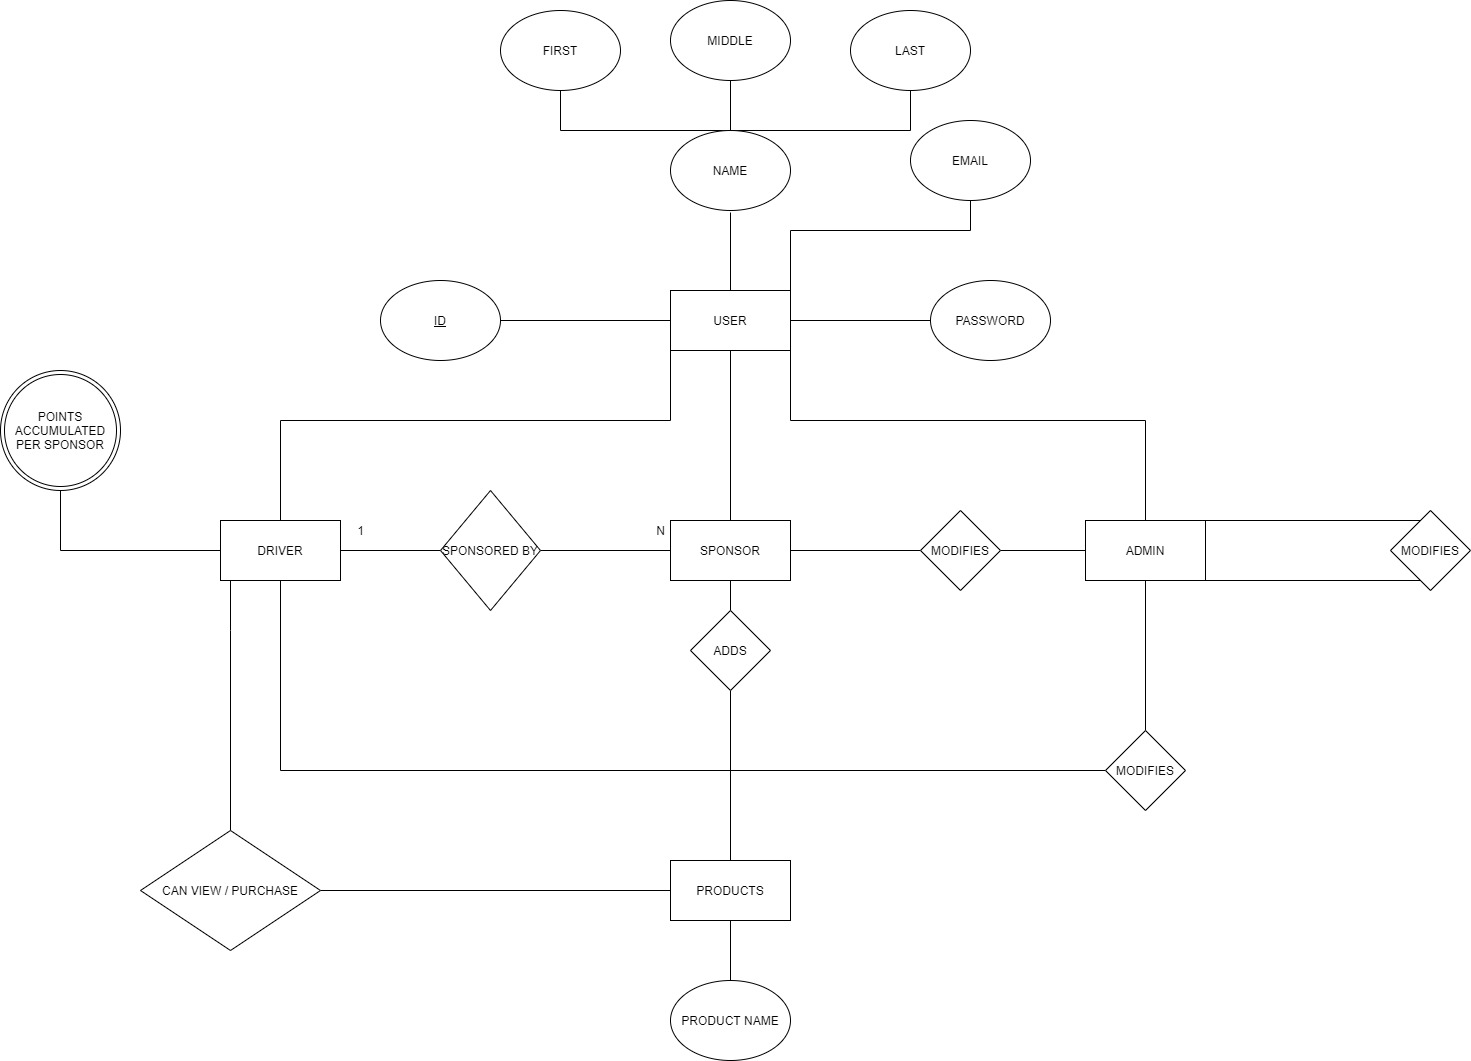 FIRST
MIDDLE
LAST
NAME
EMAIL
ID
USER
PASSWORD
POINTS
ACCUMULATED
PER SPONSOR
1
N
DRIVER
SPONSORED BY
SPONSOR
MODIFIES
ADMIN
MODIFIES
ADDS
MODIFIES
CAN VIEW / PURCHASE
PRODUCTS
PRODUCT NAME